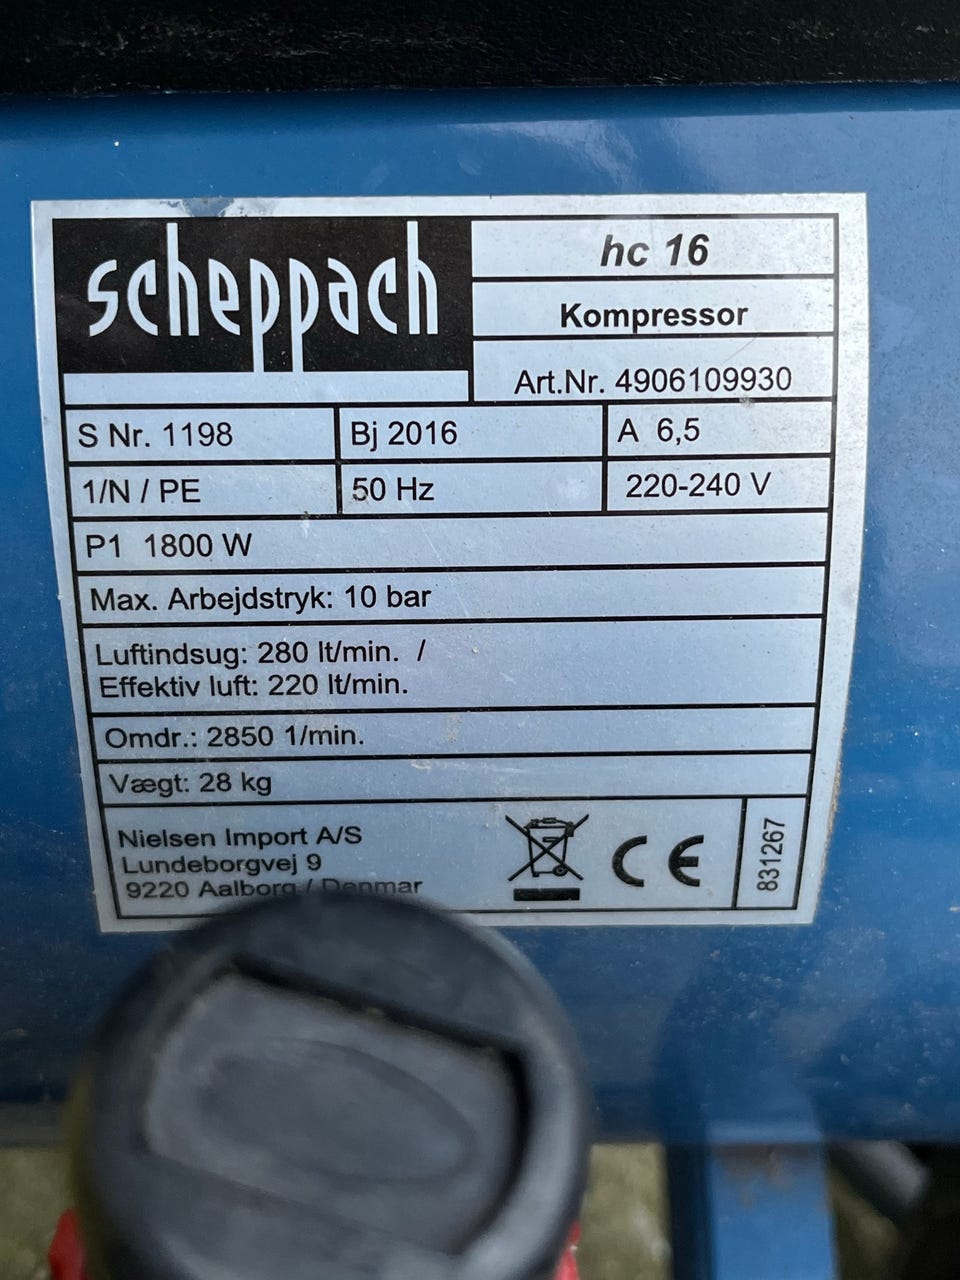 scheppach
hc 16
Kompressor
Art.Nr. 4906109930
S Nr. 1198
Bj 2016
A 6,5
1/N / PE
50 Hz
220-240 V
P1 1800 W
Max. Arbejdstryk: 10 bar
Luftindsug: 280 lt/min. /
Effektiv luft: 220 lt/min.
Omdr.: 2850 1/min.
Vægt: 28 kg
Nielsen Import A/S
Lundeborgvej 9
9220 Aalborg / Denmar
CE
831267